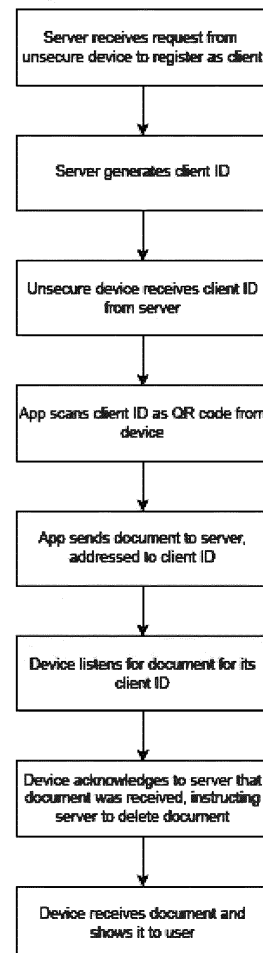 Server receives request from
unsecure device to register as client
Server generates client ID
Unsecure device receives client ID
from server
App scans client ID as QR code from
device
App sends document to server,
addressed to client ID
Device listens for document for its
client ID
Device acknowledges to server that
document was received, instructing
server to delete document
Device receives document and
shows it to user